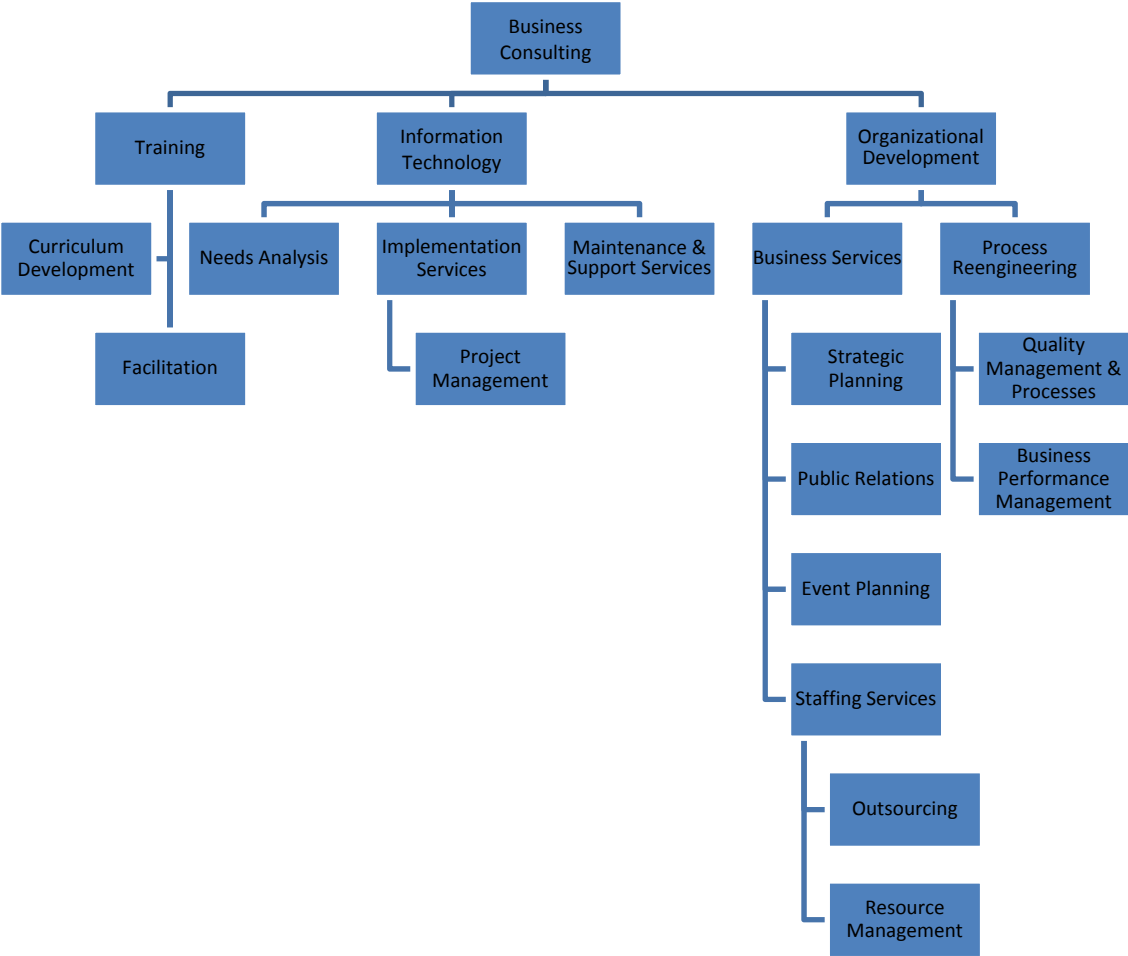 Business
Consulting
Training
Information
Technology
Organizational
Development
Curriculum
Development
Needs Analysis
Implementation
Services
Maintenance &
Support Services
Business Services
Process
Reengineering
Facilitation
Project
Management
Strategic
Planning
Quality
Management &
Processes
Public Relations
Business
Performance
Management
Event Planning
Staffing Services
Outsourcing
Resource
Management